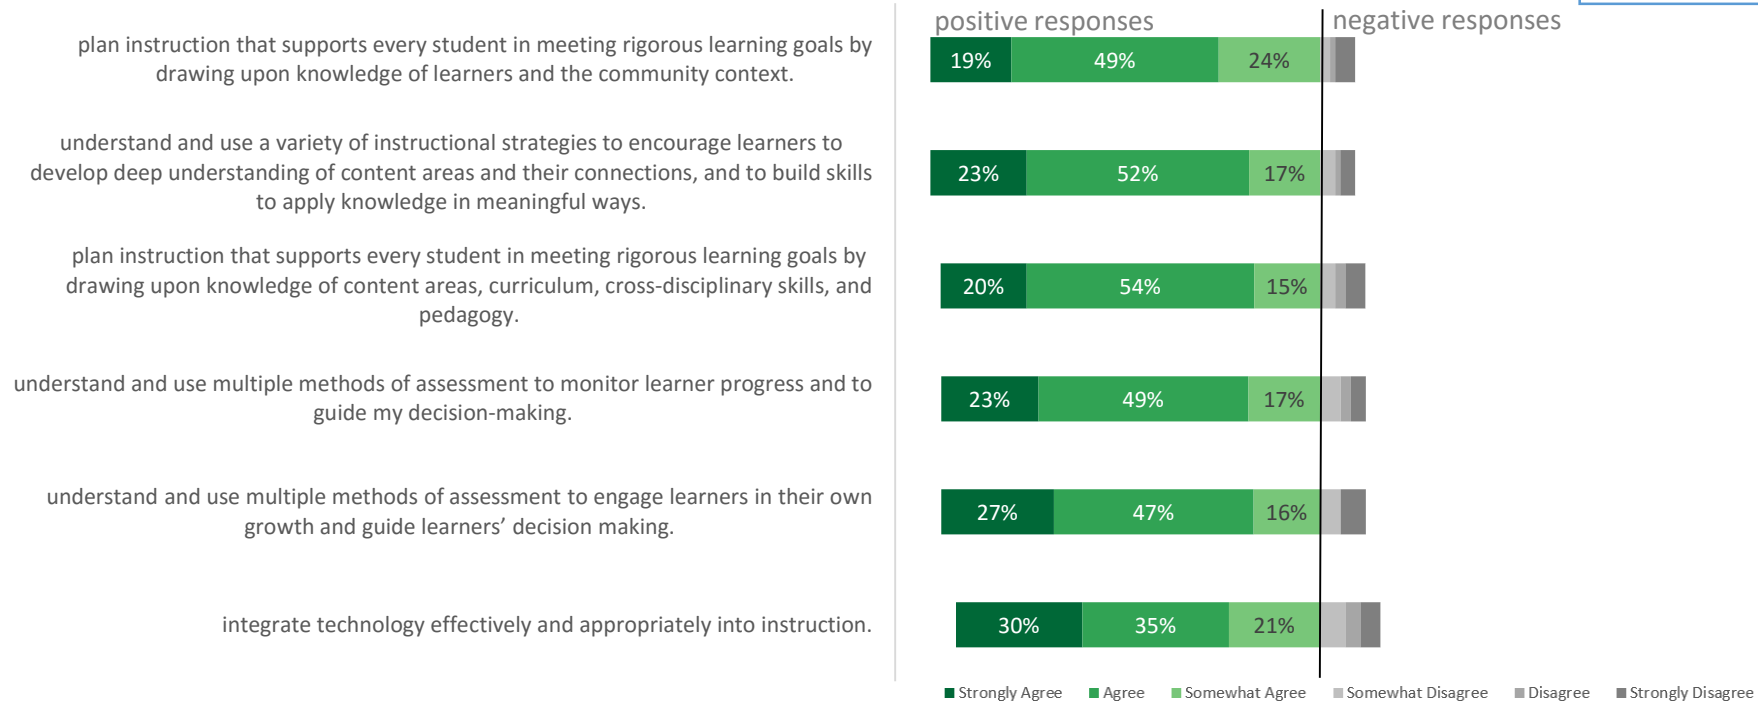 positive responses
negative responses
plan instruction that supports every student in meeting rigorous learning goals by
drawing upon knowledge of learners and the community context.
19% 49% 24%
understand and use a variety of instructional strategies to encourage learners to
develop deep understanding of content areas and their connections, and to build skills
to apply knowledge in meaningful ways.
23% 52% 17%
plan instruction that supports every student in meeting rigorous learning goals by
drawing upon knowledge of content areas, curriculum, cross-disciplinary skills, and
pedagogy.
20% 54% 15%
understand and use multiple methods of assessment to monitor learner progress and to
guide my decision-making.
23% 49% 17%
understand and use multiple methods of assessment to engage learners in their own
growth and guide learners’ decision making.
27% 47% 16%
integrate technology effectively and appropriately into instruction.
30% 35% 21%
Strongly Agree Agree Somewhat Agree Somewhat Disagree Disagree Strongly Disagree